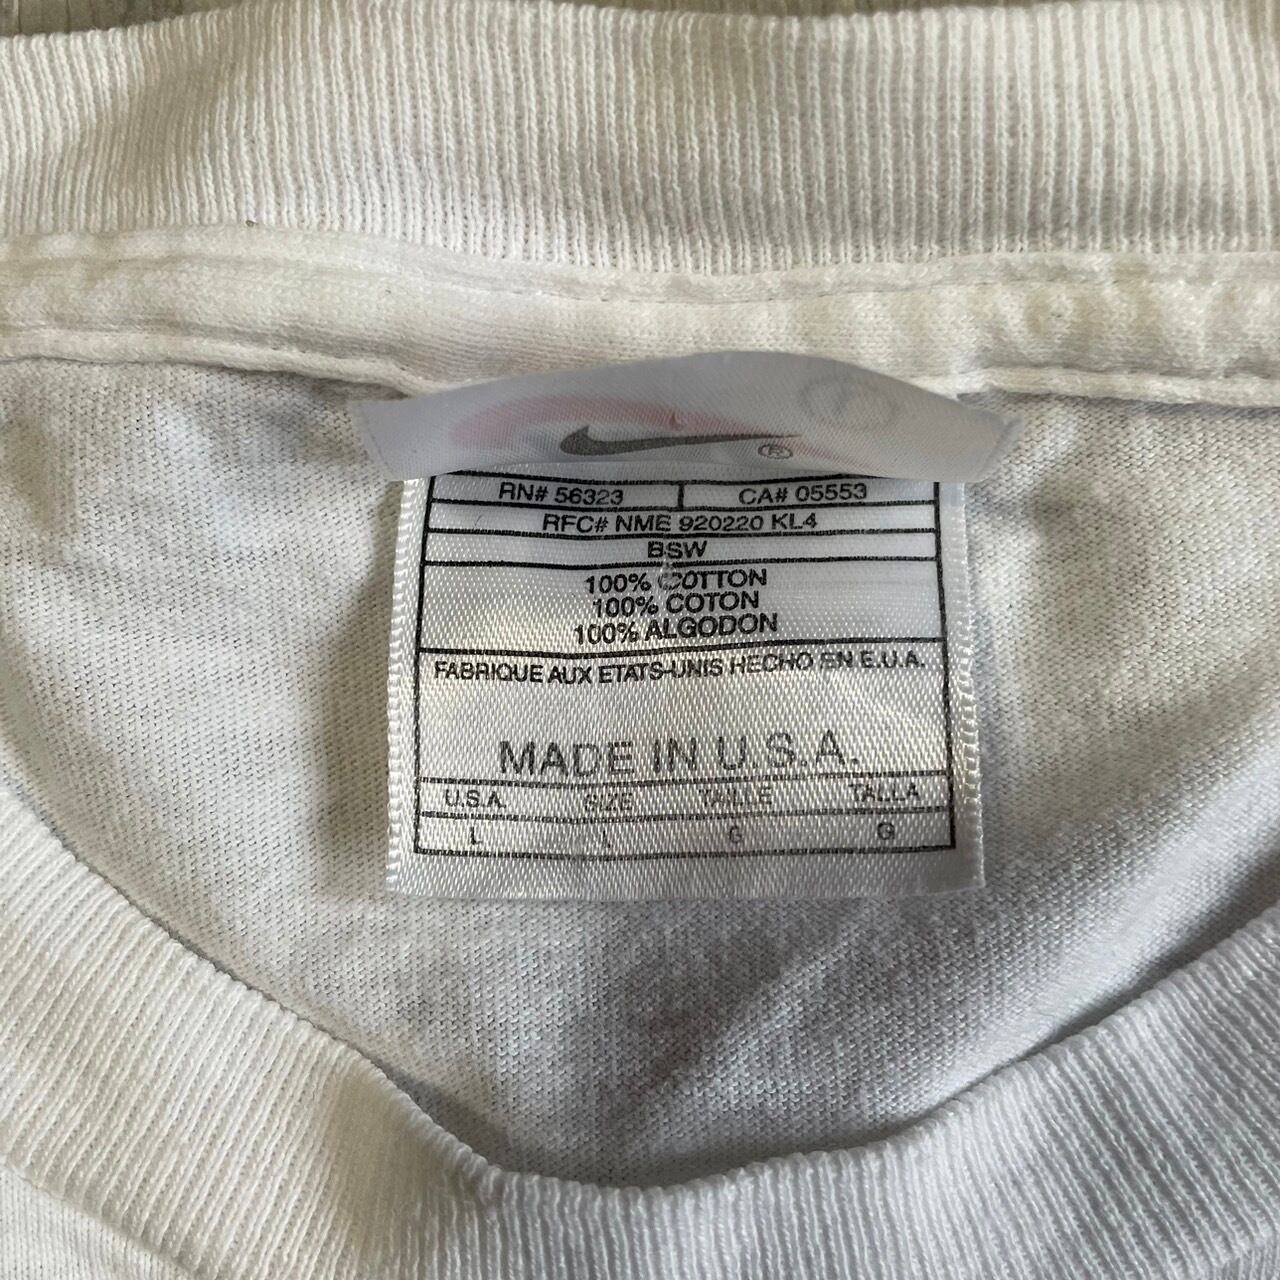 ®
RN# 56323 CA# 05553
RFC# NME 920220 KL4
BSW
100% COTTON
100% COTON
100% ALGODON
FABRIQUE AUX ETATS-UNIS HECHO EN E.U.A.
MADE IN U.S.A.
U.S.A. SIZE TAILLE TALLA
L L G G